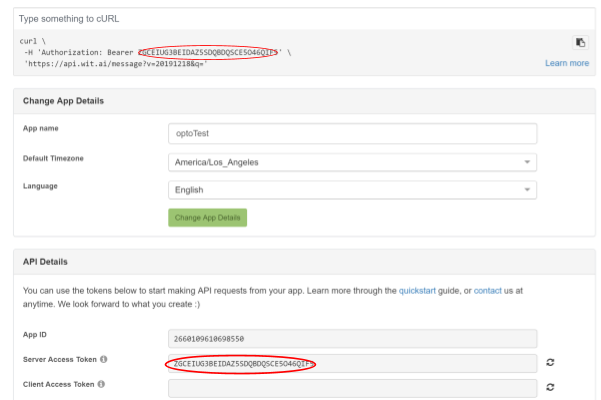 Type something to cURL
curl \
-H 'Authorization: Bearer ZGCEIUG3BEIDAZ5SDQBDQSCE5O46QIF5' \
'https://api.wit.ai/message?v=20191218&q='
Learn more
Change App Details
App name
optoTest
Default Timezone
America/Los_Angeles
Language
English
Change App Details
API Details
You can use the tokens below to start making API requests from your app. Learn more through the quickstart guide, or contact us at
anytime. We look forward to what you create :)
App ID
2660109610698550
Server Access Token
ZGCEIUG3BEIDAZ5SDQBDQSCE5O46QIF5
Client Access Token